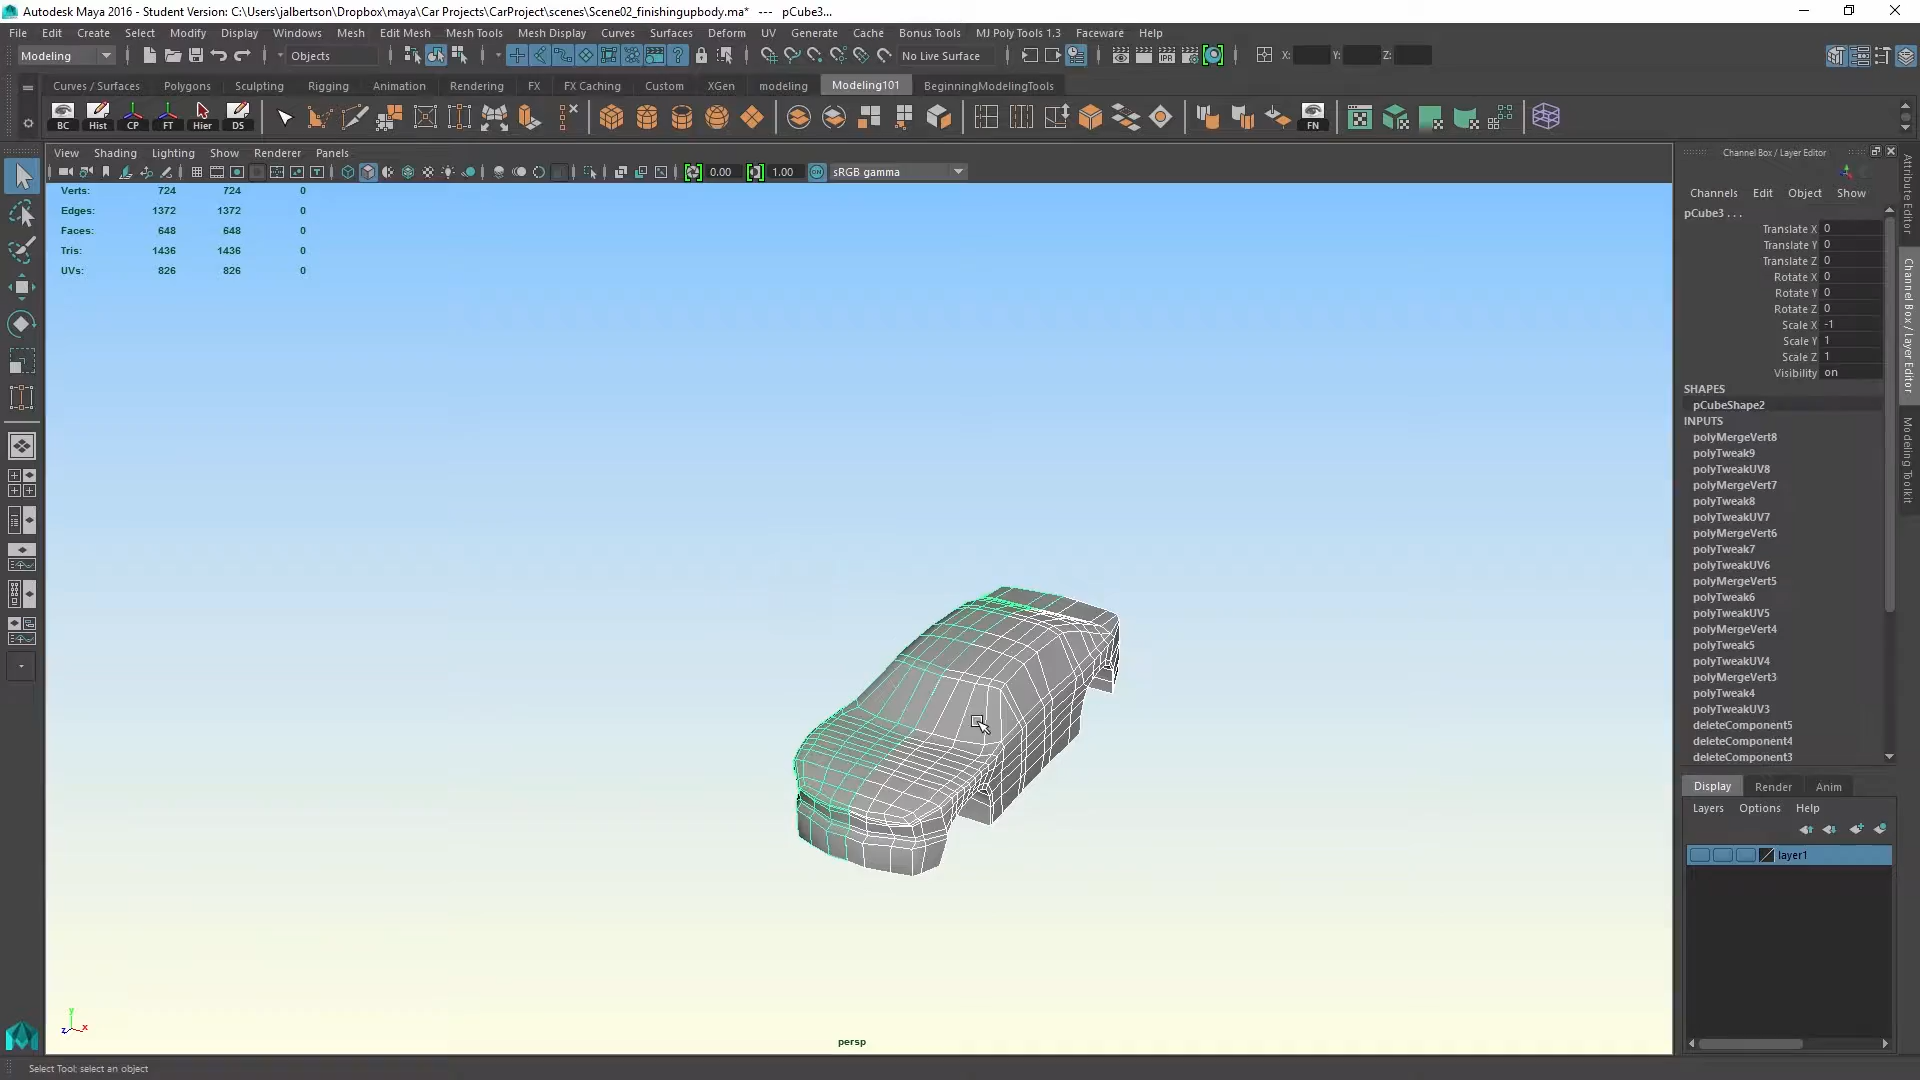 Autodesk Maya 2016 - Student Version: C:\Users\jalbertson\Dropbox\maya\Car Projects\CarProject\scenes\Scene02_finishingupbody.ma* --- pCube3...
File Edit Create Select Modify Display Windows Mesh Edit Mesh Mesh Tools Mesh Display Curves Surfaces Deform UV Generate Cache Bonus Tools MJ Poly Tools 1.3 Faceware Help
Modeling Objects No Live Surface X: Y: Z:
Curves / Surfaces Polygons Sculpting Rigging Animation Rendering FX FX Caching Custom XGen modeling Modeling101 BeginningModelingTools
BC Hist CP FT Hier DS FN
View Shading Lighting Show Renderer Panels
0.00 1.00 sRGB gamma
Verts: 724 724 0
Edges: 1372 1372 0
Faces: 648 648 0
Tris: 1436 1436 0
UVs: 826 826 0
y
z x
persp
Select Tool: select an object
Channel Box / Layer Editor
Channels Edit Object Show
pCube3 . . .
Translate X 0
Translate Y 0
Translate Z 0
Rotate X 0
Rotate Y 0
Rotate Z 0
Scale X -1
Scale Y 1
Scale Z 1
Visibility on
SHAPES
pCubeShape2
INPUTS
polyMergeVert8
polyTweak9
polyTweakUV8
polyMergeVert7
polyTweak8
polyTweakUV7
polyMergeVert6
polyTweak7
polyTweakUV6
polyMergeVert5
polyTweak6
polyTweakUV5
polyMergeVert4
polyTweak5
polyTweakUV4
polyMergeVert3
polyTweak4
polyTweakUV3
deleteComponent5
deleteComponent4
deleteComponent3
Display Render Anim
Layers Options Help
layer1
Attribute Editor
Channel Box / Layer Editor
Modeling Toolkit